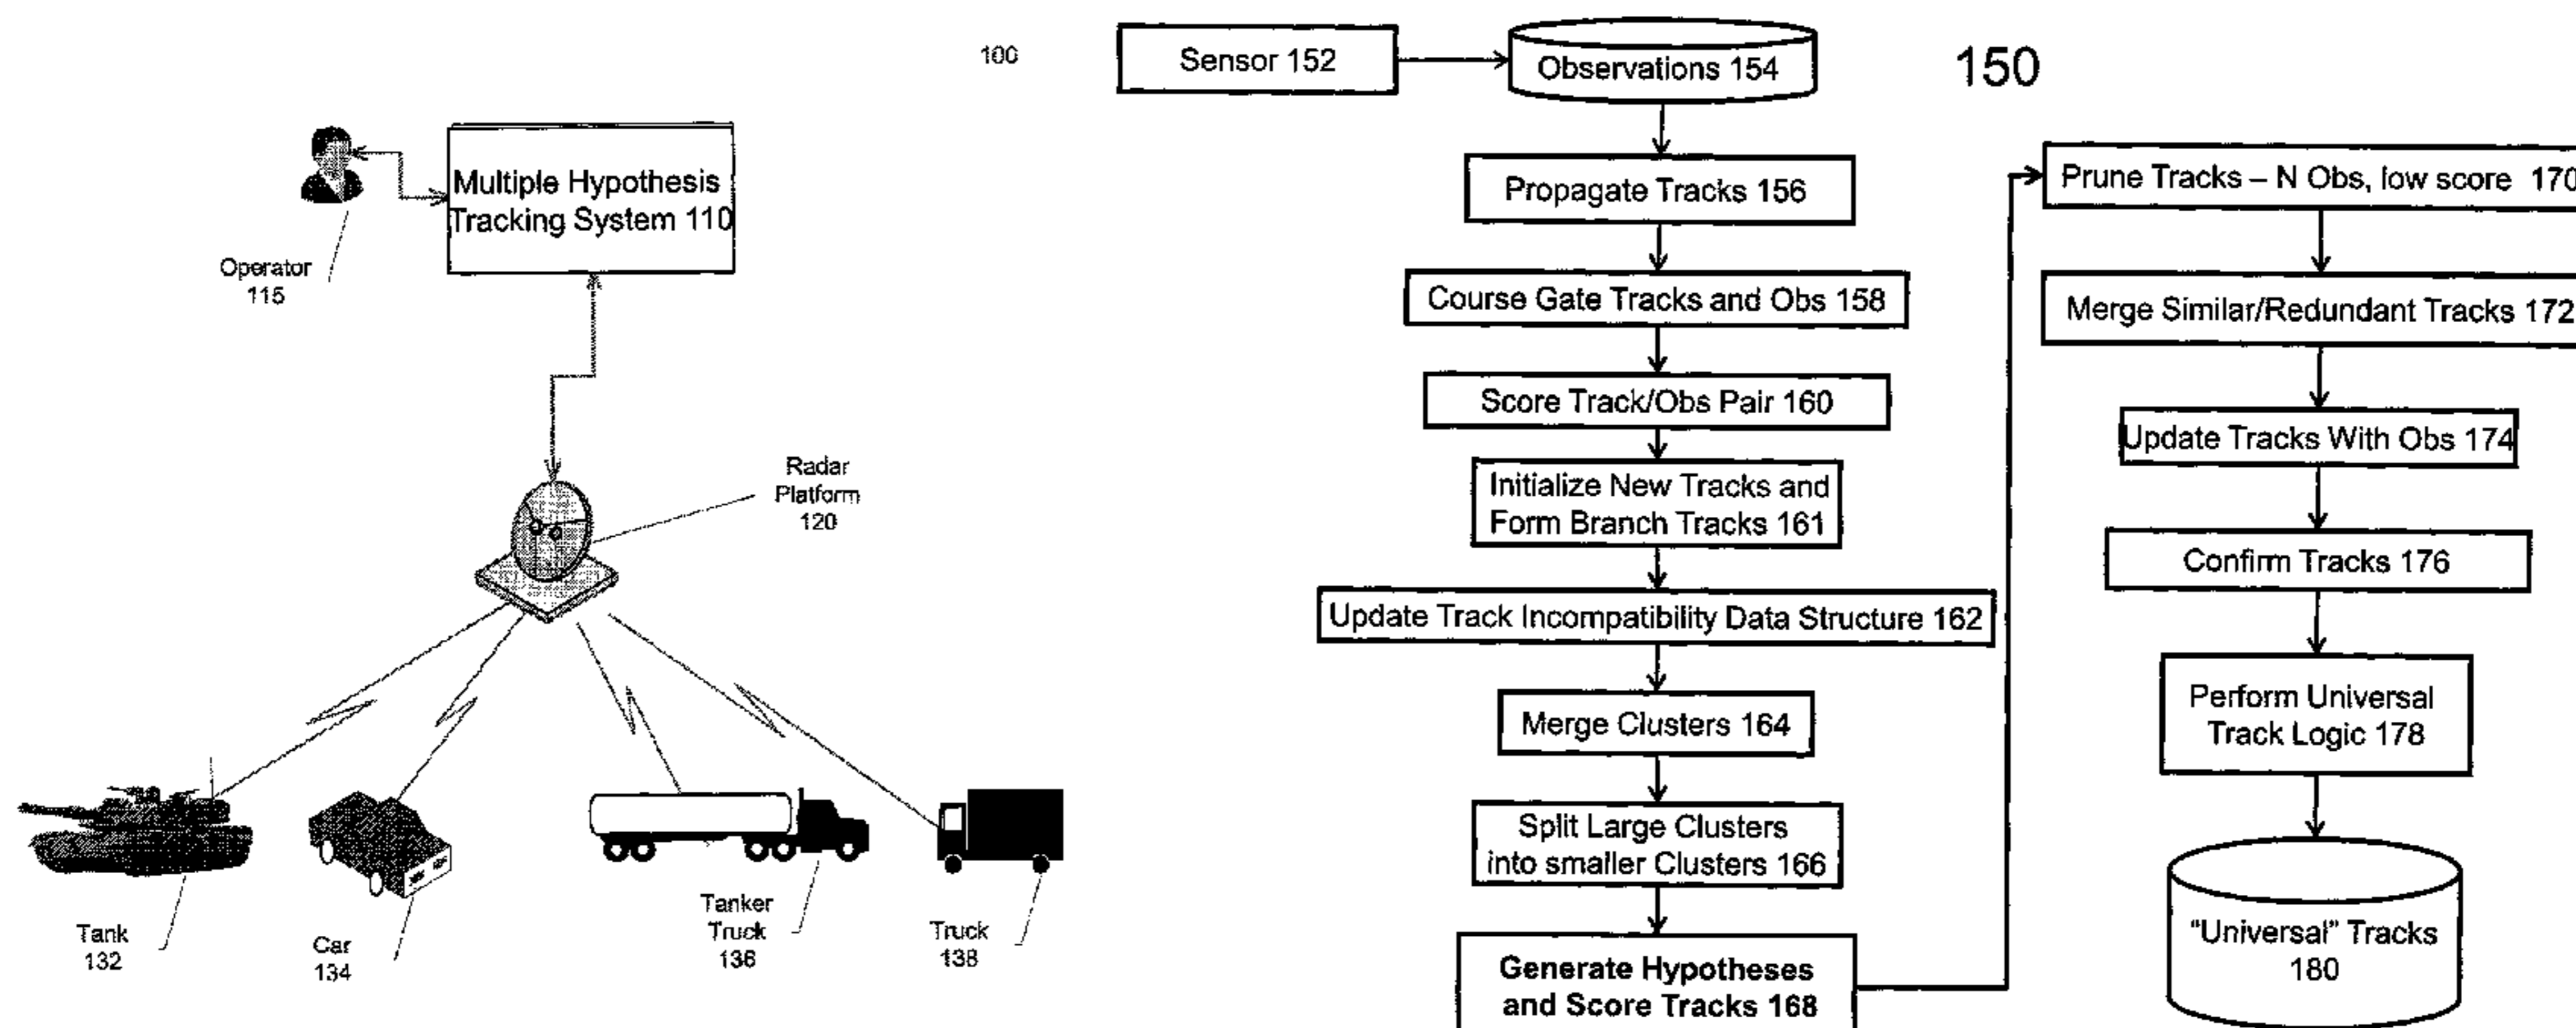 100
Multiple Hypothesis
Tracking System 110
Operator
115
Radar
Platform
120
Tank
132
Car
134
Tanker
Truck
136
Truck
138
150
Sensor 152
Observations 154
Propagate Tracks 156
Course Gate Tracks and Obs 158
Score Track/Obs Pair 160
Initialize New Tracks and
Form Branch Tracks 161
Update Track Incompatibility Data Structure 162
Merge Clusters 164
Split Large Clusters
into smaller Clusters 166
Generate Hypotheses
and Score Tracks 168
Prune Tracks – N Obs, low score 170
Merge Similar/Redundant Tracks 172
Update Tracks With Obs 174
Confirm Tracks 176
Perform Universal
Track Logic 178
"Universal" Tracks
180